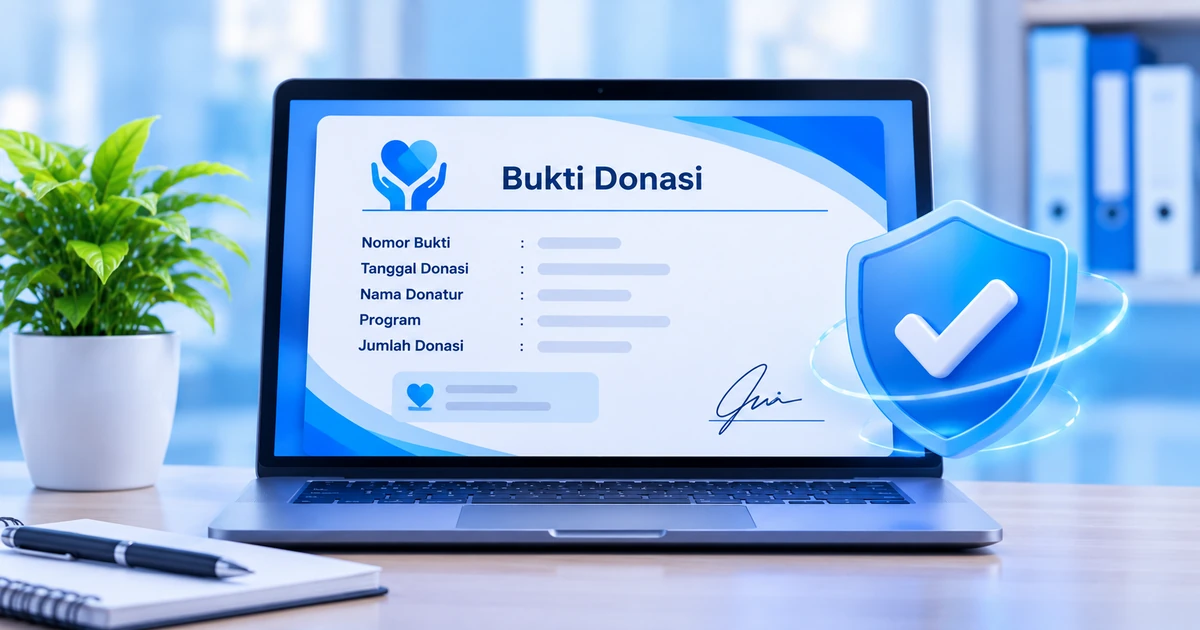 Bukti Donasi
Nomor Bukti :
Tanggal Donasi :
Nama Donatur :
Program :
Jumlah Donasi :